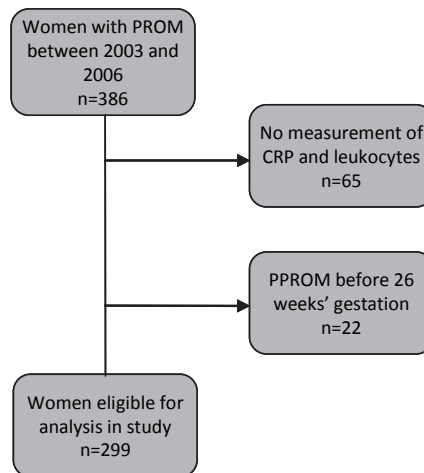 Women with PROM
between 2003 and
2006
n=386
No measurement of
CRP and leukocytes
n=65
PPROM before 26
weeks’ gestation
n=22
Women eligible for
analysis in study
n=299